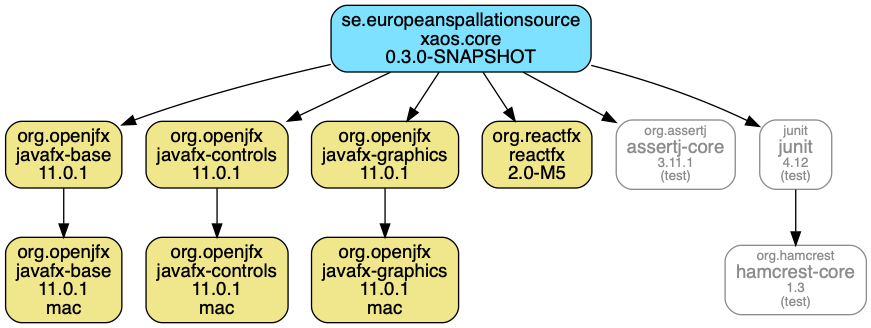 se.europeanspallationsource
xaos.core
0.3.0-SNAPSHOT
org.openjfx
javafx-base
11.0.1
org.openjfx
javafx-controls
11.0.1
org.openjfx
javafx-graphics
11.0.1
org.reactfx
reactfx
2.0-M5
org.assertj
assertj-core
3.11.1
(test)
junit
junit
4.12
(test)
org.openjfx
javafx-base
11.0.1
mac
org.openjfx
javafx-controls
11.0.1
mac
org.openjfx
javafx-graphics
11.0.1
mac
org.hamcrest
hamcrest-core
1.3
(test)